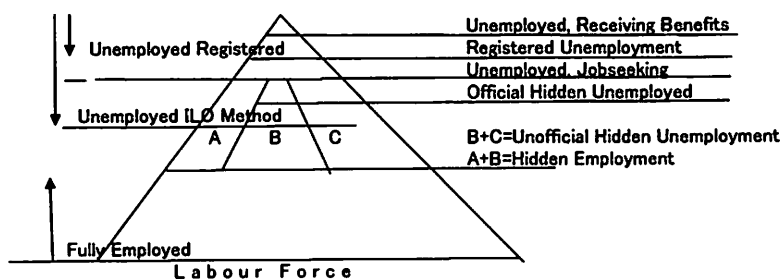 Unemployed, Receiving Benefits
Unemployed Registered
Registered Unemployment
Unemployed. Jobseeking
Official Hidden Unemployed
Unemployed ILO Method
A B C
B+C=Unofficial Hidden Unemployment
A+B=Hidden Employment
Fully Employed
Labour Force